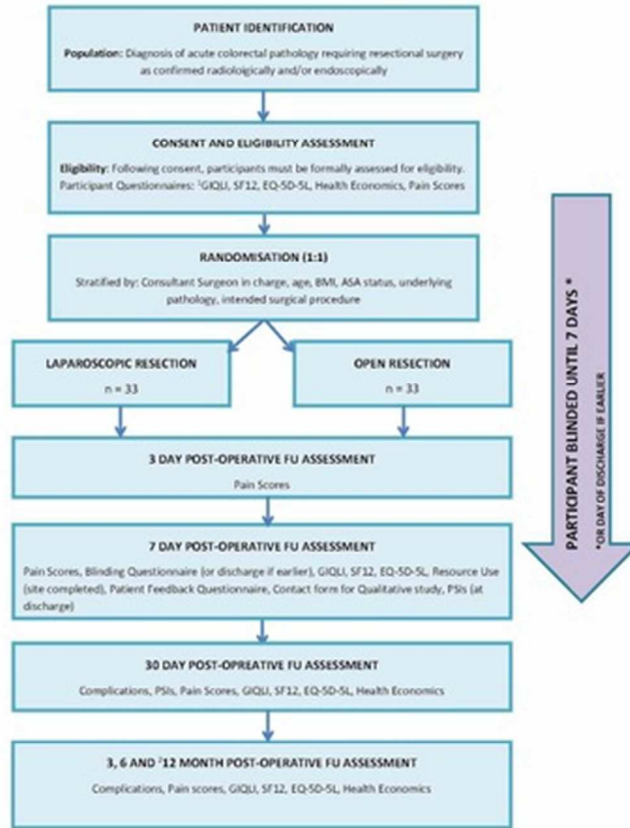 PATIENT IDENTIFICATION
Population: Diagnosis of acute colorectal pathology requiring resectional surgery
as confirmed radioloigically and/or endoscopically
CONSENT AND ELIGIBILITY ASSESSMENT
Eligibility: Following consent, participants must be formally assessed for eligibility.
Participant Questionnaires: ¹GIQLI, SF12, EQ-5D-5L, Health Economics, Pain Scores
RANDOMISATION (1:1)
Stratified by: Consultant Surgeon in charge, age, BMI, ASA status, underlying
pathology, intended surgical procedure
LAPAROSCOPIC RESECTION
n = 33
OPEN RESECTION
n = 33
3 DAY POST-OPERATIVE FU ASSESSMENT
Pain Scores
7 DAY POST-OPERATIVE FU ASSESSMENT
Pain Scores, Blinding Questionnaire (or discharge if earlier), GIQLI, SF12, EQ-5D-5L, Resource Use
(site completed), Patient Feedback Questionnaire, Contact form for Qualitative study, PSIs (at
discharge)
30 DAY POST-OPREATIVE FU ASSESSMENT
Complications, PSIs, Pain Scores, GIQLI, SF12, EQ-5D-5L, Health Economics
3, 6 AND ²12 MONTH POST-OPERATIVE FU ASSESSMENT
Complications, Pain scores, GIQLI, SF12, EQ-5D-5L, Health Economics
PARTICIPANT BLINDED UNTIL 7 DAYS *
*OR DAY OF DISCHARGE IF EARLIER